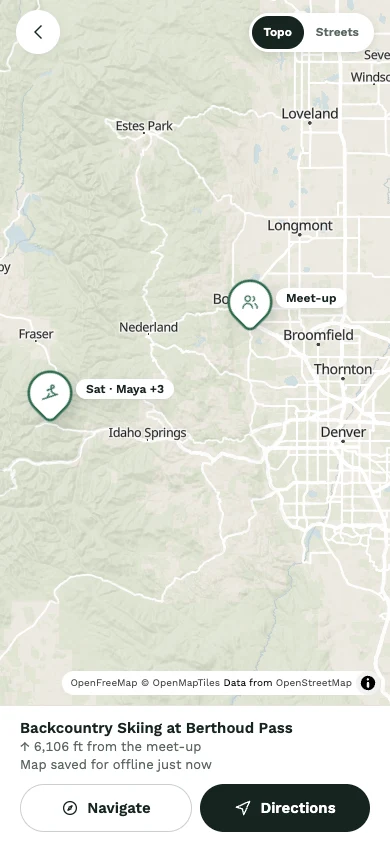 Topo
Streets
Seve
Windsc
Loveland
Estes Park
Longmont
by
Bo
Meet-up
Fraser
Nederland
Broomfield
Thornton
Sat · Maya +3
Idaho Springs
Denver
OpenFreeMap © OpenMapTiles Data from OpenStreetMap
Backcountry Skiing at Berthoud Pass
↑ 6,106 ft from the meet-up
Map saved for offline just now
Navigate
Directions